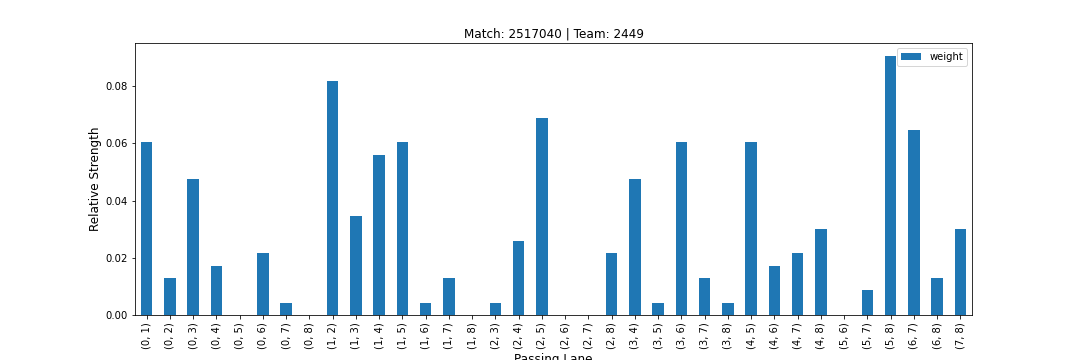 Match: 2517040 | Team: 2449
weight
Relative Strength
0.08
0.06
0.04
0.02
0.00
(0, 1) (0, 2) (0, 3) (0, 4) (0, 5) (0, 6) (0, 7) (0, 8) (1, 2) (1, 3) (1, 4) (1, 5) (1, 6) (1, 7) (1, 8) (2, 3) (2, 4) (2, 5) (2, 6) (2, 7) (2, 8) (3, 4) (3, 5) (3, 6) (3, 7) (3, 8) (4, 5) (4, 6) (4, 7) (4, 8) (5, 6) (5, 7) (5, 8) (6, 7) (6, 8) (7, 8)
Passing Lane